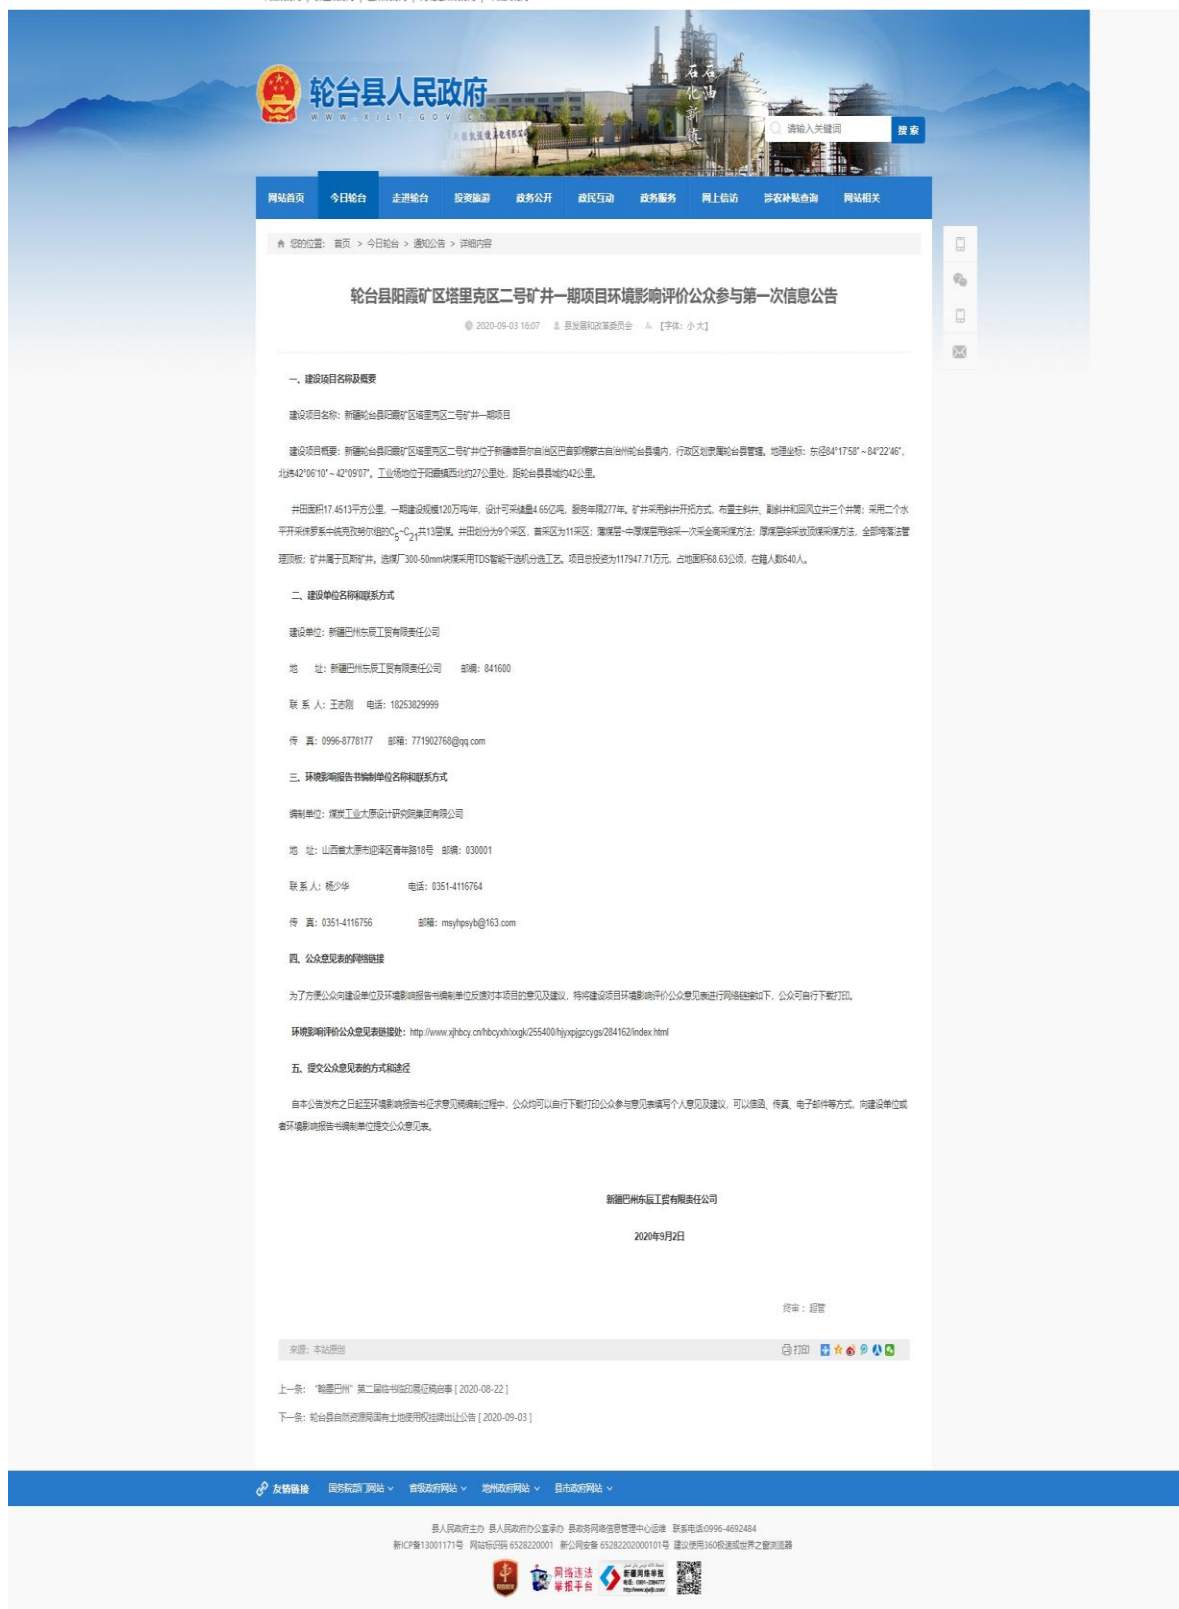 轮台县人民政府
WWW.XJLT.GOV.CN
石油
石化新镇
请输入关键词
搜索
网站首页 今日轮台 走进轮台 投资旅游 政务公开 政民互动 政务服务 网上信访 涉农补贴查询 网站相关
您的位置: 首页 > 今日轮台 > 通知公告 > 详细内容
轮台县阳霞矿区塔里克区二号矿井一期项目环境影响评价公众参与第一次信息公告
2020-09-03 16:07 县发展和改革委员会 【字体: 小 大】
一、建设项目名称及概要
建设项目名称: 新疆轮台县阳霞矿区塔里克区二号矿井一期项目
建设项目概要: 新疆轮台县阳霞矿区塔里克区二号矿井位于新疆维吾尔自治区巴音郭楞蒙古自治州轮台县境内, 行政区划隶属轮台县管理。地理坐标: 东径84°17′58″ ~ 84°22′46″,
北纬42°06′10″ ~ 42°09′07″。工业场地位于阳霞镇西北约27公里处, 距轮台县县城约42公里。
井田面积17.4513平方公里, 一期建设规模120万吨/年, 设计可采储量4.65亿吨, 服务年限277年。矿井采用斜井开拓方式, 布置主斜井、副斜井和回风立井三个井筒; 采用二个水
平开采侏罗系中统克孜努尔组的C5~C21共13层煤。井田划分为9个采区, 首采区为11采区; 薄煤层~中厚煤层用综采一次采全高采煤方法; 厚煤层综采放顶煤采煤方法, 全部垮落法管
理顶板; 矿井属于瓦斯矿井。选煤厂300-50mm块煤采用TDS智能干选机分选工艺。项目总投资为117947.71万元, 占地面积68.63公顷, 在籍人数640人。
二、建设单位名称和联系方式
建设单位: 新疆巴州东辰工贸有限责任公司
地 址: 新疆巴州东辰工贸有限责任公司 邮编: 841600
联 系 人: 王志刚 电话: 18253829999
传 真: 0996-8778177 邮箱: 771902768@qq.com
三、环境影响报告书编制单位名称和联系方式
编制单位: 煤炭工业太原设计研究院集团有限公司
地 址: 山西省太原市迎泽区青年路18号 邮编: 030001
联系人: 杨少华 电话: 0351-4116764
传 真: 0351-4116756 邮箱: msyhpsyb@163.com
四、公众意见表的网络链接
为了方便公众向建设单位及环境影响报告书编制单位反馈对本项目的意见及建议, 特将建设项目环境影响评价公众意见表进行网络链接如下, 公众可自行下载打印。
环境影响评价公众意见表链接处: http://www.xjhbcy.cn/hbcyxh/xxgk/255400/hjyxpjgzcygs/284162/index.html
五、提交公众意见表的方式和途径
自本公告发布之日起至环境影响报告书征求意见稿编制过程中, 公众均可以自行下载打印公众参与意见表填写个人意见及建议, 可以信函、传真、电子邮件等方式, 向建设单位或
者环境影响报告书编制单位提交公众意见表。
新疆巴州东辰工贸有限责任公司
2020年9月2日
终审 : 超管
来源: 本站原创
打印
上一条: “翰墨巴州” 第二届临书临印展征稿启事 [ 2020-08-22 ]
下一条: 轮台县自然资源局国有土地使用权挂牌出让公告 [ 2020-09-03 ]
友情链接 国务院部门网站 省级政府网站 地州政府网站 县市政府网站
县人民政府主办 县人民政府办公室承办 县政务网络信息管理中心运维 联系电话:0996-4692484
新ICP备13001171号 网站标识码 6528220001 新公网安备 65282202000101号 建议使用360极速或世界之窗浏览器
网络违法
举报平台
新疆网络举报